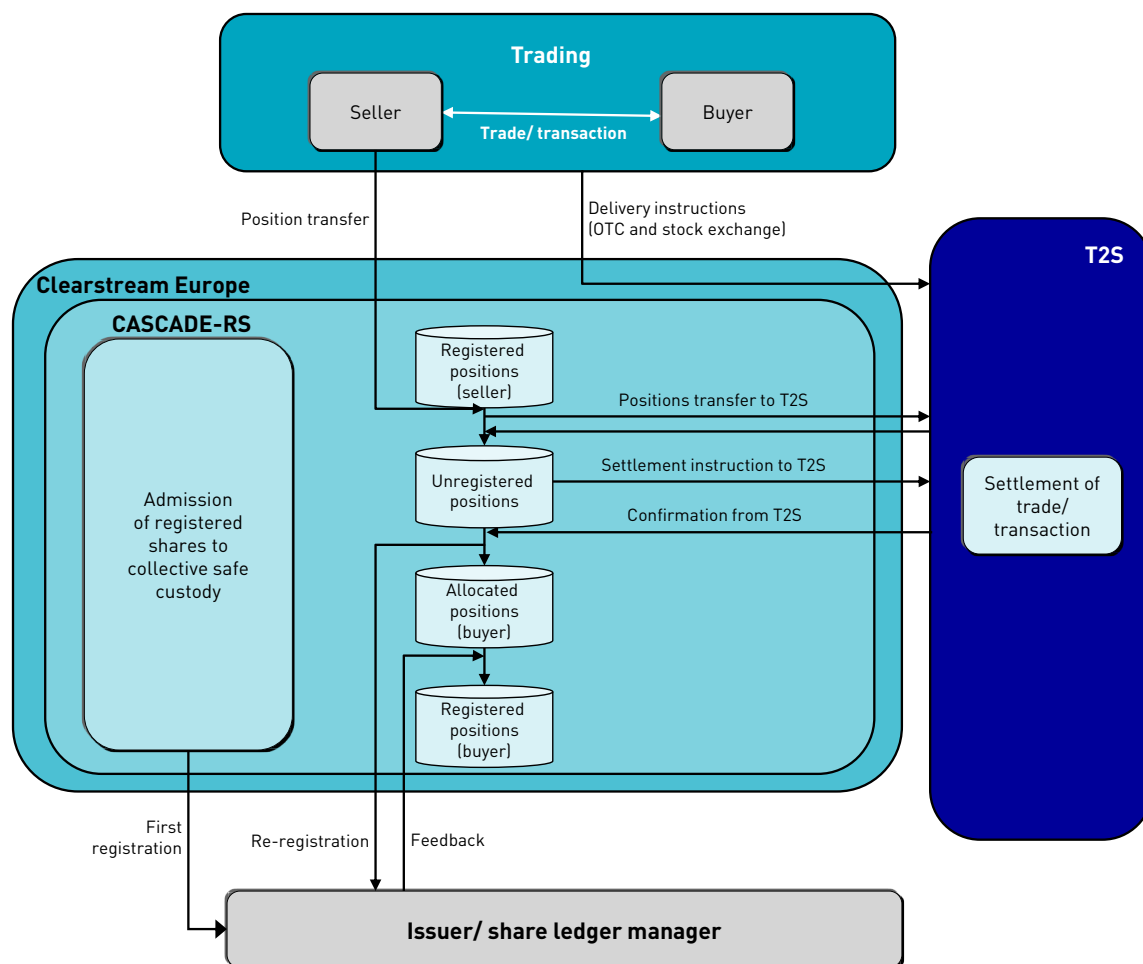 Trading
Seller
Buyer
Trade/ transaction
Position transfer
Delivery instructions
(OTC and stock exchange)
T2S
Clearstream Europe
CASCADE-RS
Registered
positions
(seller)
Positions transfer to T2S
Unregistered
positions
Settlement instruction to T2S
Settlement of
trade/
transaction
Admission
of registered
shares to
collective safe
custody
Confirmation from T2S
Allocated
positions
(buyer)
Registered
positions
(buyer)
First
registration
Re-registration
Feedback
Issuer/ share ledger manager